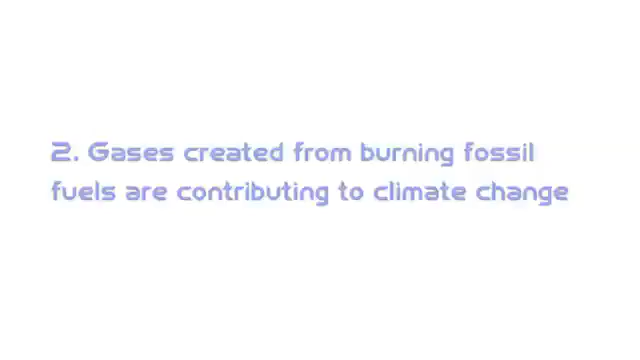 2. Gases created from burning fossil
fuels are contributing to climate change